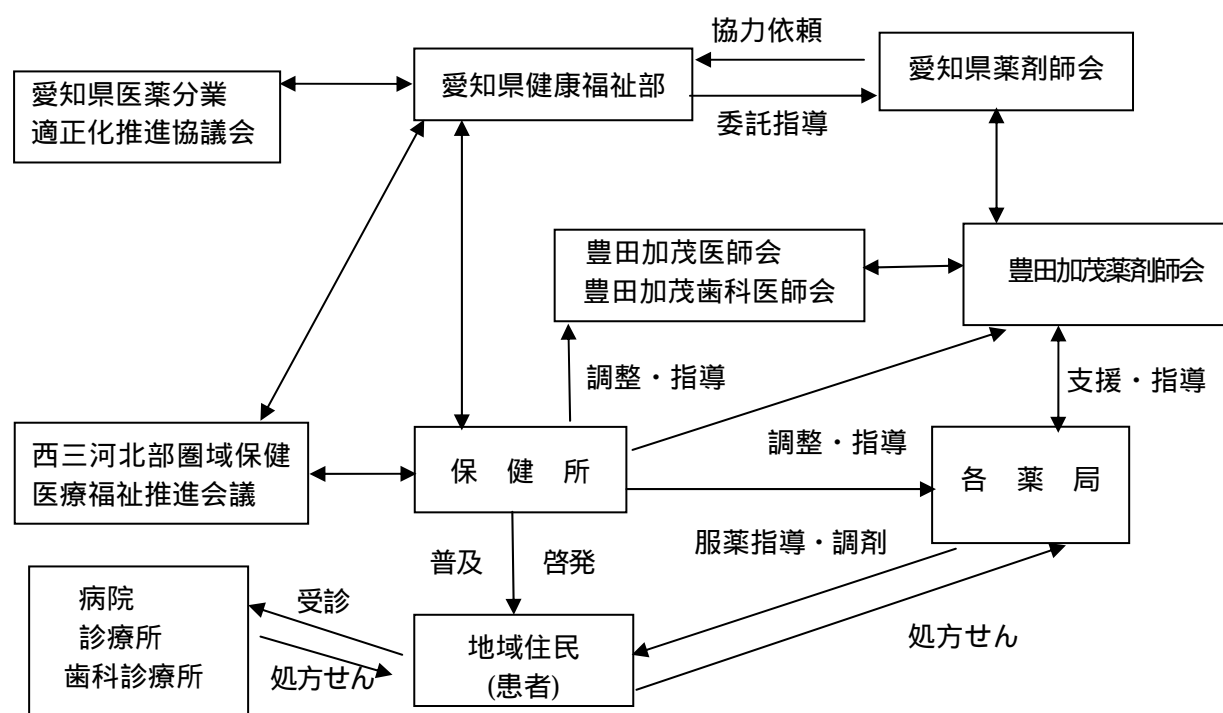 協力依頼
愛知県医薬分業
適正化推進協議会
愛知県健康福祉部
愛知県薬剤師会
委託指導
豊田加茂医師会
豊田加茂歯科医師会
豊田加茂薬剤師会
調整・指導
支援・指導
西三河北部圏域保健
医療福祉推進会議
保 健 所
調整・指導
各 薬 局
普及 啓発
服薬指導・調剤
病院
診療所
歯科診療所
受診
処方せん
地域住民
(患者)
処方せん